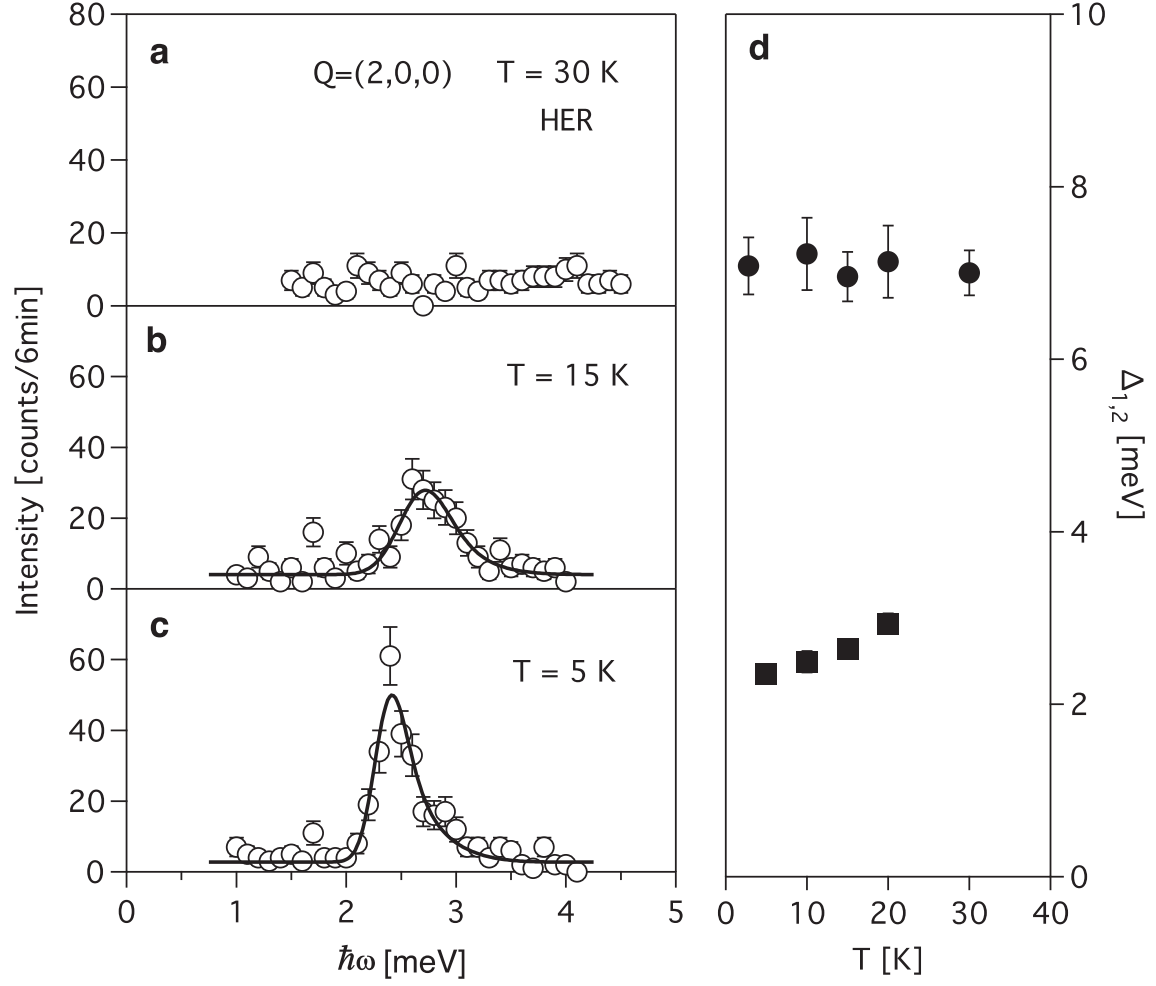 Intensity [counts/6min]
80
60
40
20
0
a
Q=(2,0,0) T = 30 K
HER
60
40
20
0
b
T = 15 K
60
40
20
0
c
T = 5 K
0 1 2 3 4 5
ħω [meV]
d
10
8
6
4
2
0
Δ1,2 [meV]
0 10 20 30 40
T [K]